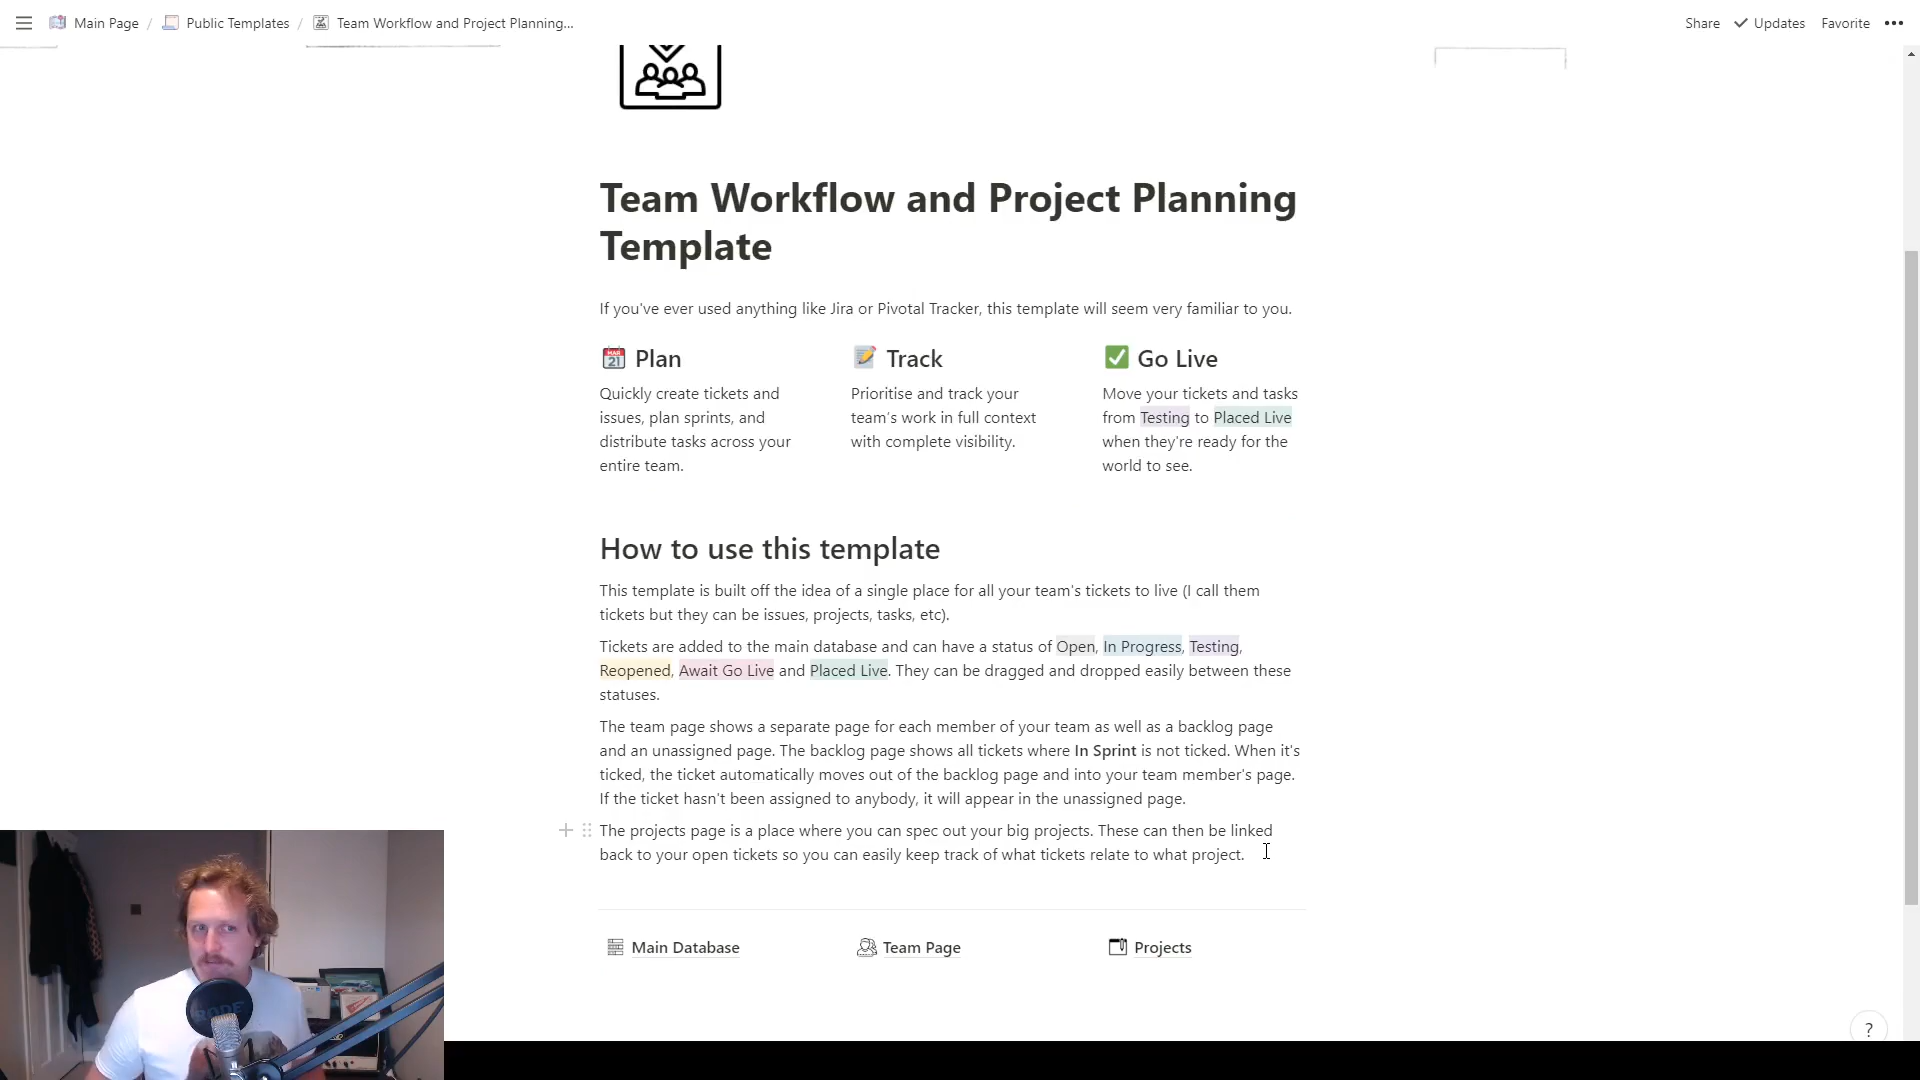 Main Page / Public Templates / Team Workflow and Project Planning...
Share Updates Favorite
Team Workflow and Project Planning
Template
If you've ever used anything like Jira or Pivotal Tracker, this template will seem very familiar to you.
Plan
Quickly create tickets and
issues, plan sprints, and
distribute tasks across your
entire team.
Track
Prioritise and track your
team's work in full context
with complete visibility.
Go Live
Move your tickets and tasks
from Testing to Placed Live
when they're ready for the
world to see.
How to use this template
This template is built off the idea of a single place for all your team's tickets to live (I call them
tickets but they can be issues, projects, tasks, etc).
Tickets are added to the main database and can have a status of Open, In Progress, Testing,
Reopened, Await Go Live and Placed Live. They can be dragged and dropped easily between these
statuses.
The team page shows a separate page for each member of your team as well as a backlog page
and an unassigned page. The backlog page shows all tickets where In Sprint is not ticked. When it's
ticked, the ticket automatically moves out of the backlog page and into your team member's page.
If the ticket hasn't been assigned to anybody, it will appear in the unassigned page.
The projects page is a place where you can spec out your big projects. These can then be linked
back to your open tickets so you can easily keep track of what tickets relate to what project.
Main Database
Team Page
Projects
RODE
?